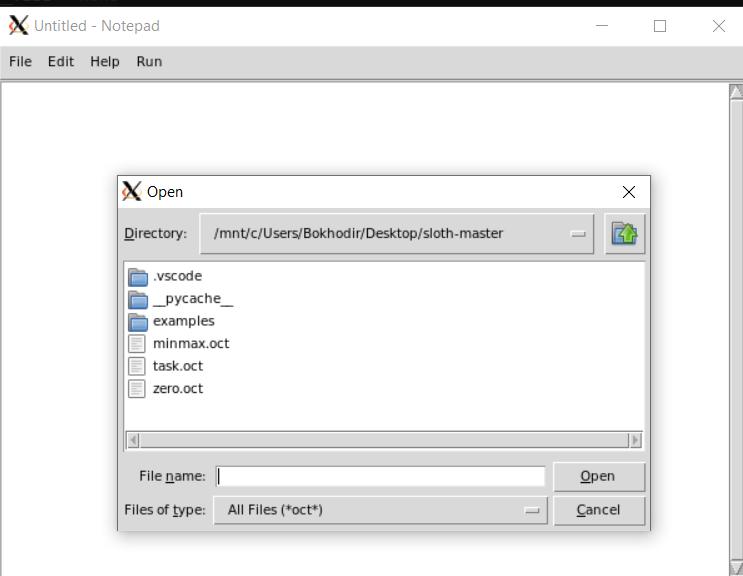 Untitled - Notepad
File Edit Help Run
Open
Directory: /mnt/c/Users/Bokhodir/Desktop/sloth-master
.vscode
__pycache__
examples
minmax.oct
task.oct
zero.oct
File name: Open
Files of type: All Files (*oct*) Cancel